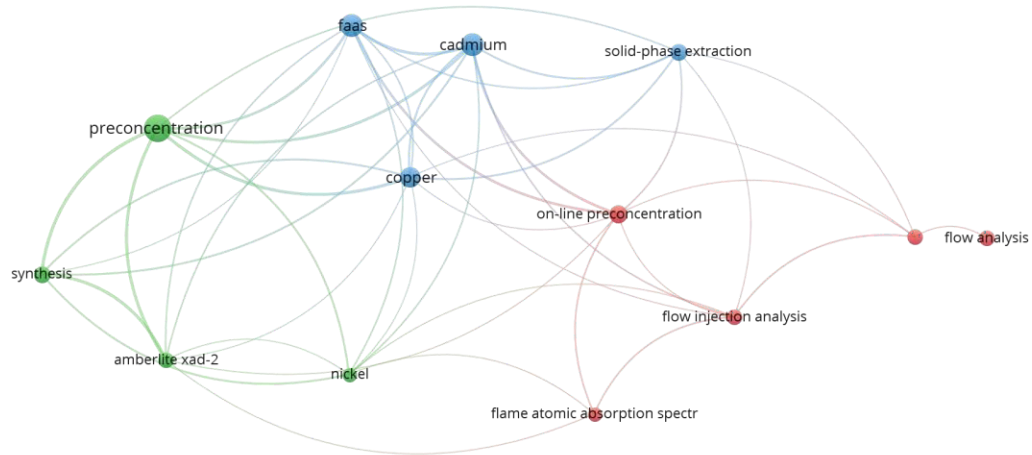 faas
cadmium
solid-phase extraction
preconcentration
copper
on-line preconcentration
flow analysis
synthesis
flow injection analysis
amberlite xad-2
nickel
flame atomic absorption spectr